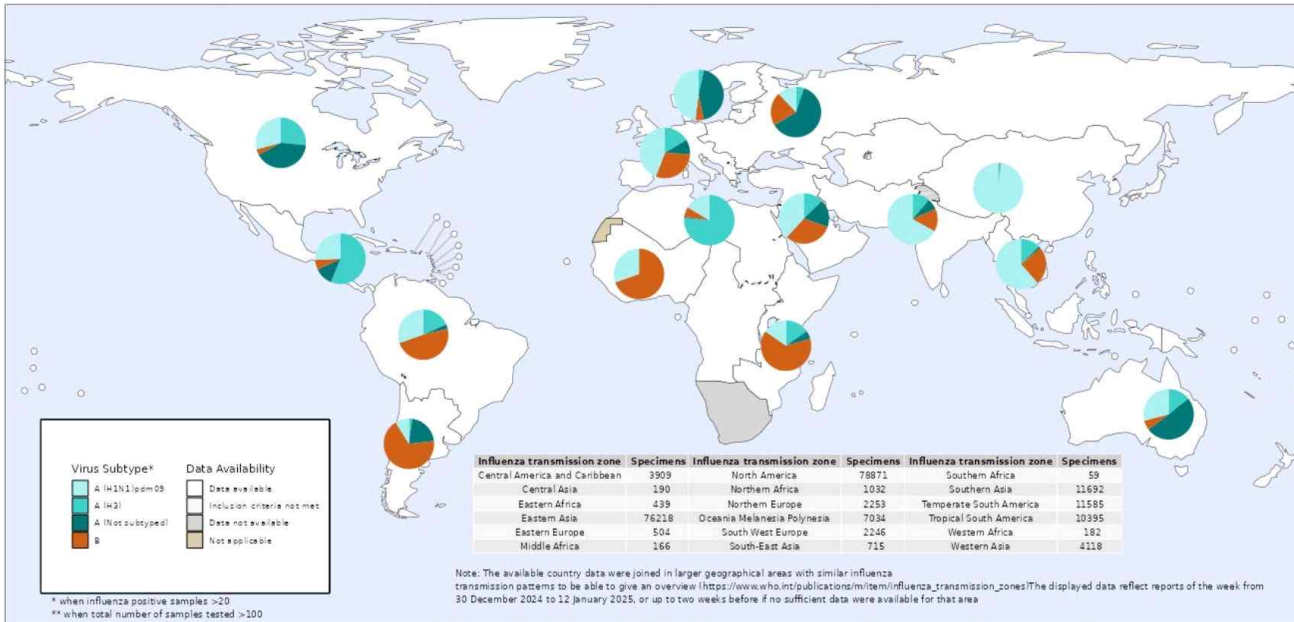 Virus Subtype*
A (H1N1)pdm09
A (H3)
A (Not subtyped)
B
Data Availability
Data available
Inclusion criteria not met
Data not available
Not applicable
* when influenza positive samples >20
** when total number of samples tested >100
Influenza transmission zone Specimens Influenza transmission zone Specimens Influenza transmission zone Specimens
Central America and Caribbean 3909 North America 78871 Southern Africa 59
Central Asia 190 Northern Africa 1032 Southern Asia 11692
Eastern Africa 439 Northern Europe 2253 Temperate South America 11585
Eastern Asia 76218 Oceania Melanesia Polynesia 7034 Tropical South America 10395
Eastern Europe 504 South West Europe 2246 Western Africa 182
Middle Africa 166 South-East Asia 715 Western Asia 4118
Note: The available country data were joined in larger geographical areas with similar influenza
transmission patterns to be able to give an overview (https://www.who.int/publications/m/item/influenza_transmission_zones)The displayed data reflect reports of the week from
30 December 2024 to 12 January 2025, or up to two weeks before if no sufficient data were available for that area